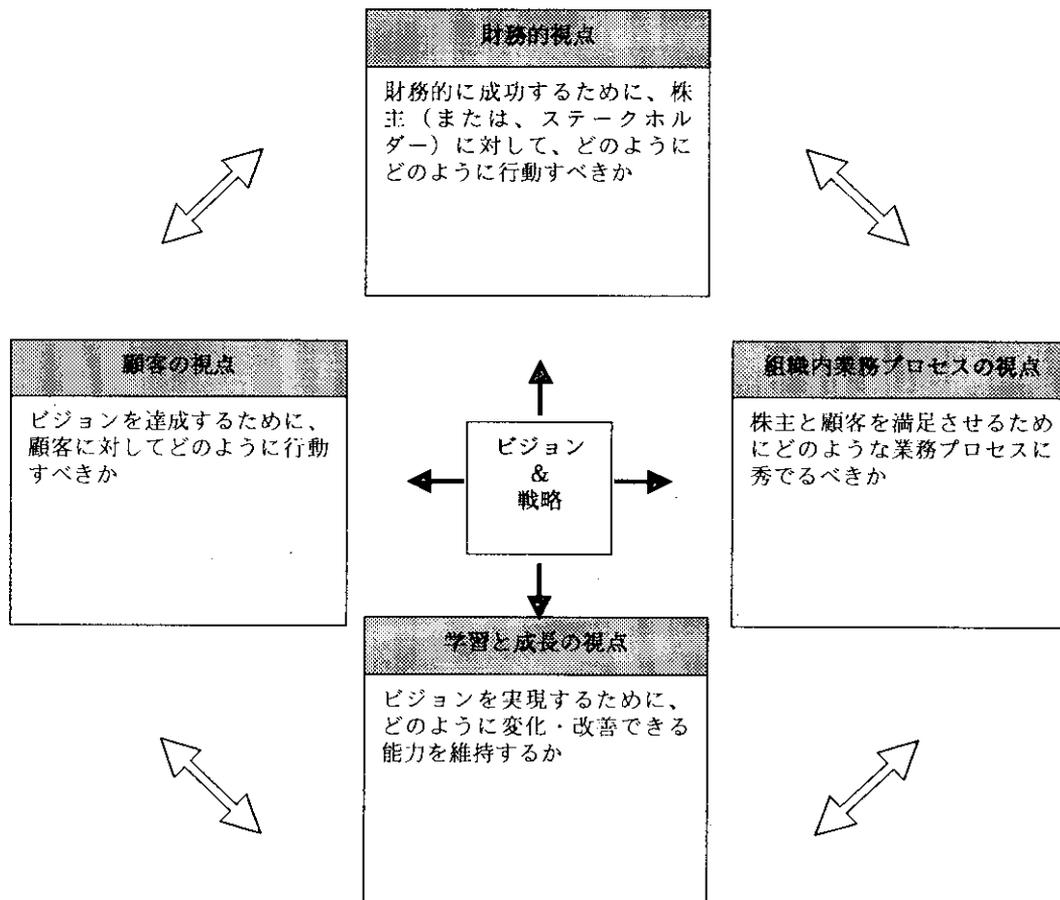 財務的視点
財務的に成功するために、株
主（または、ステークホル
ダー）に対して、どのように
どのように行動すべきか
顧客の視点
ビジョンを達成するために、
顧客に対してどのように行動
すべきか
ビジョン
&
戦略
組織内業務プロセスの視点
株主と顧客を満足させるため
にどのような業務プロセスに
秀でるべきか
学習と成長の視点
ビジョンを実現するために、
どのように変化・改善できる
能力を維持するか